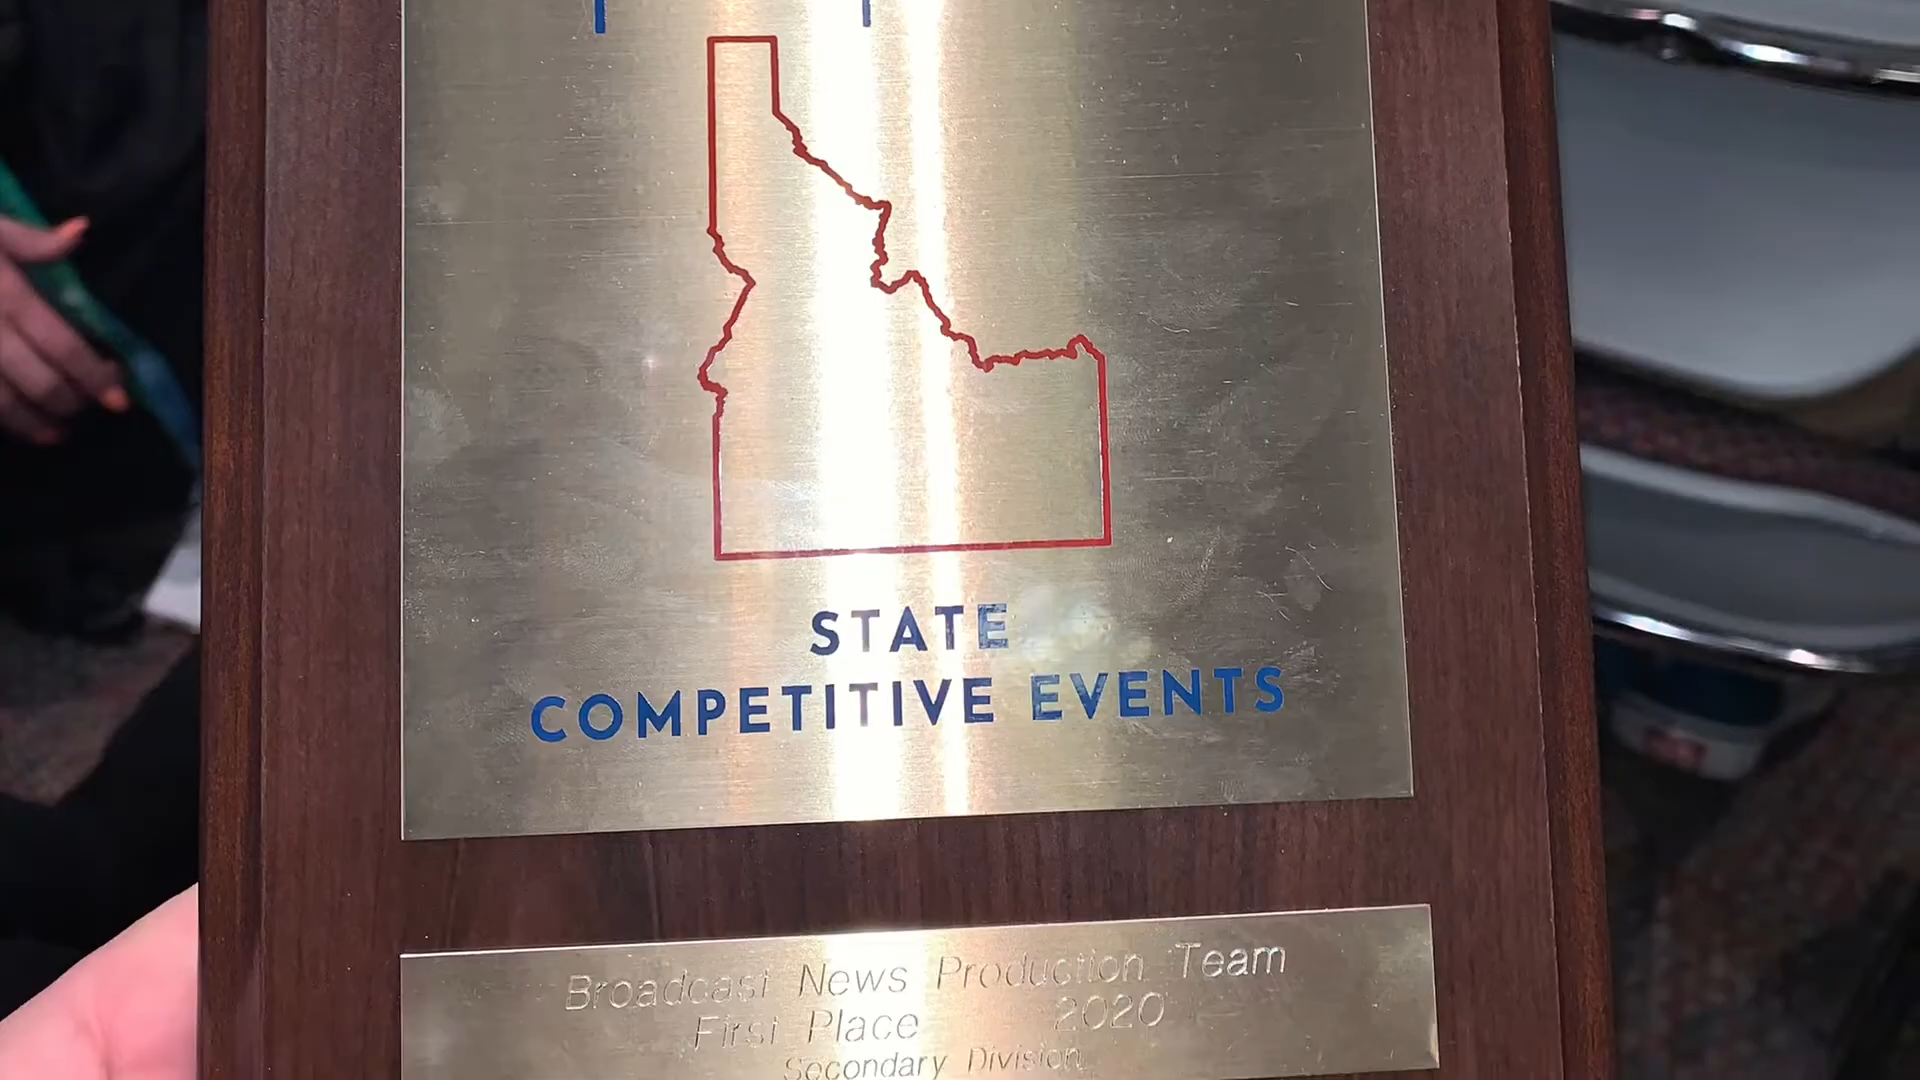 STATE
COMPETITIVE EVENTS
Broadcast News Production Team
First Place 2020
Secondary Division